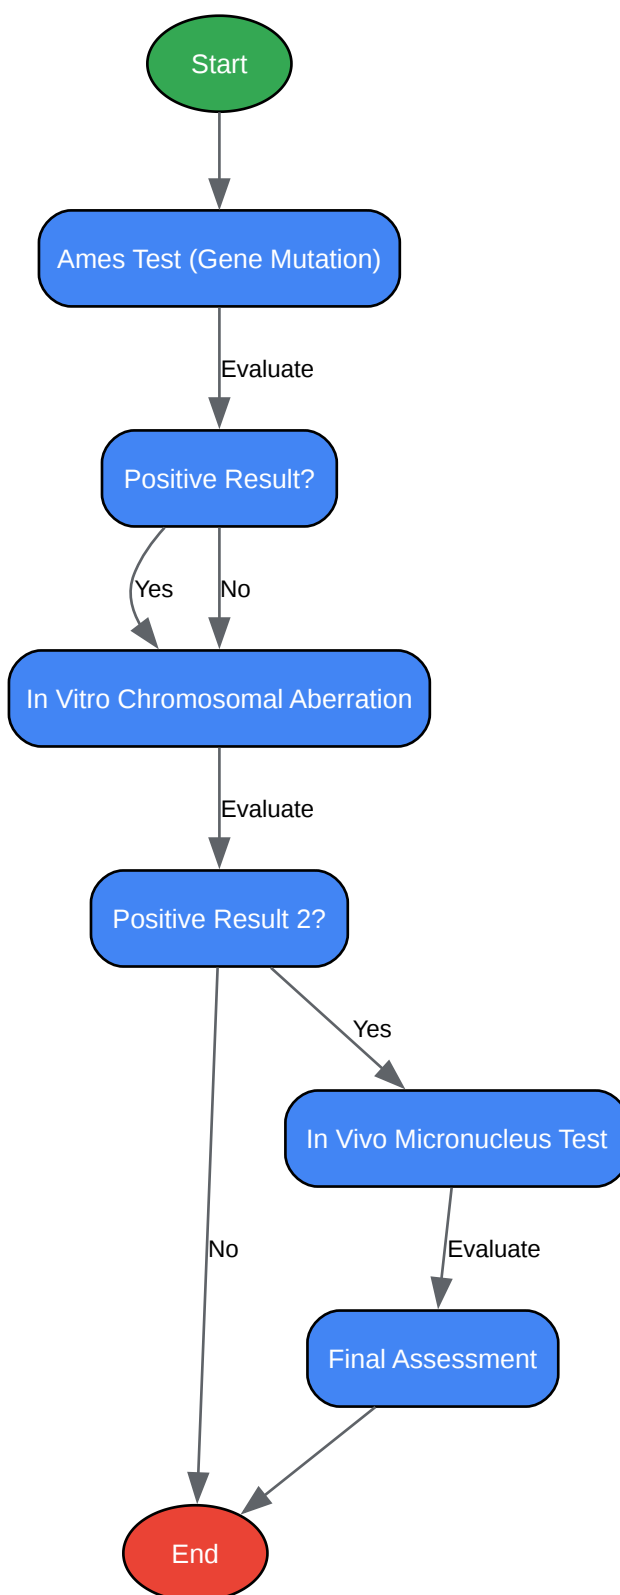 Start
Ames Test (Gene Mutation)
Evaluate
Positive Result?
Yes
No
In Vitro Chromosomal Aberration
Evaluate
Positive Result 2?
Yes
In Vivo Micronucleus Test
No
Evaluate
Final Assessment
End